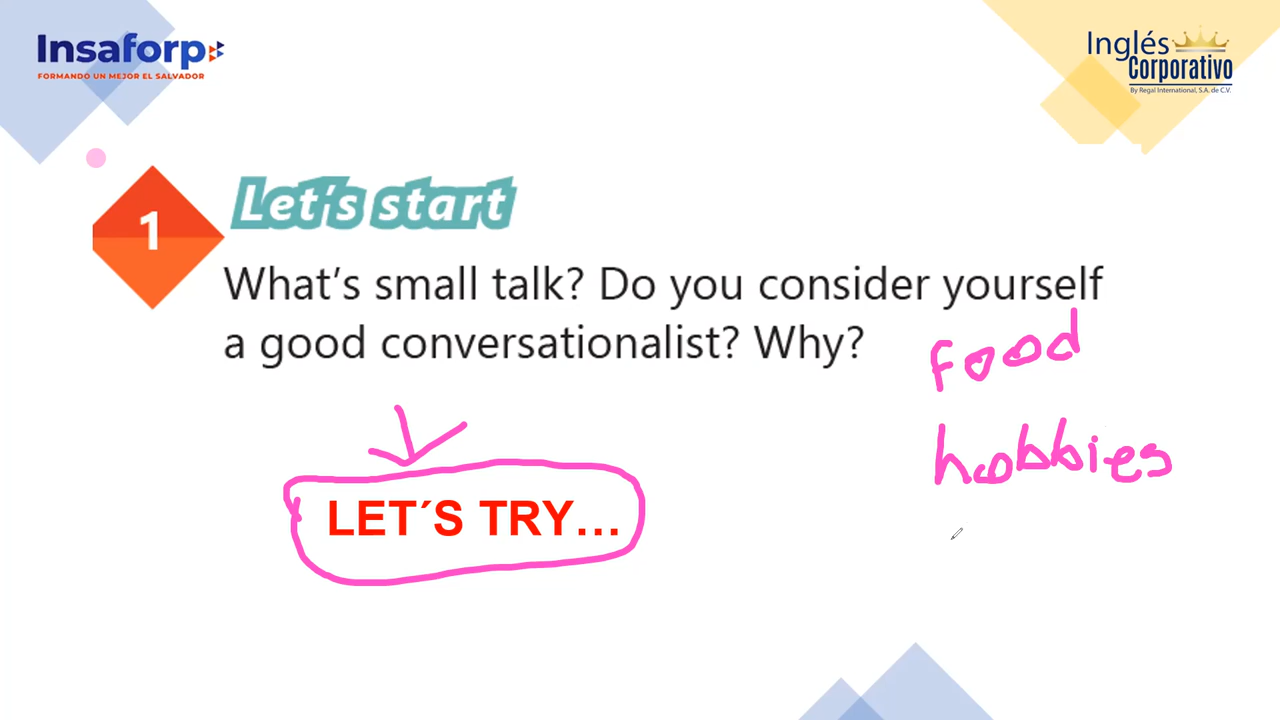 Insaforp
FORMANDO UN MEJOR EL SALVADOR
Inglés
Corporativo
By Regal International, S.A. de C.V.
1
Let's start
What's small talk? Do you consider yourself
a good conversationalist? Why?
food
hobbies
LET´S TRY...